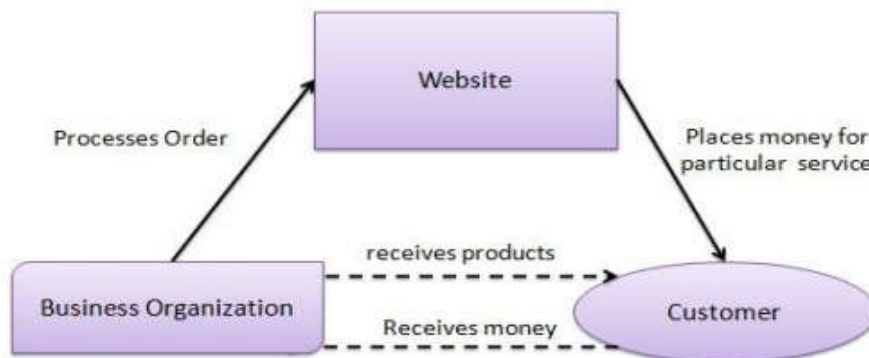 Website
Processes Order
Places money for
particular service
receives products
Business Organization
Customer
Receives money